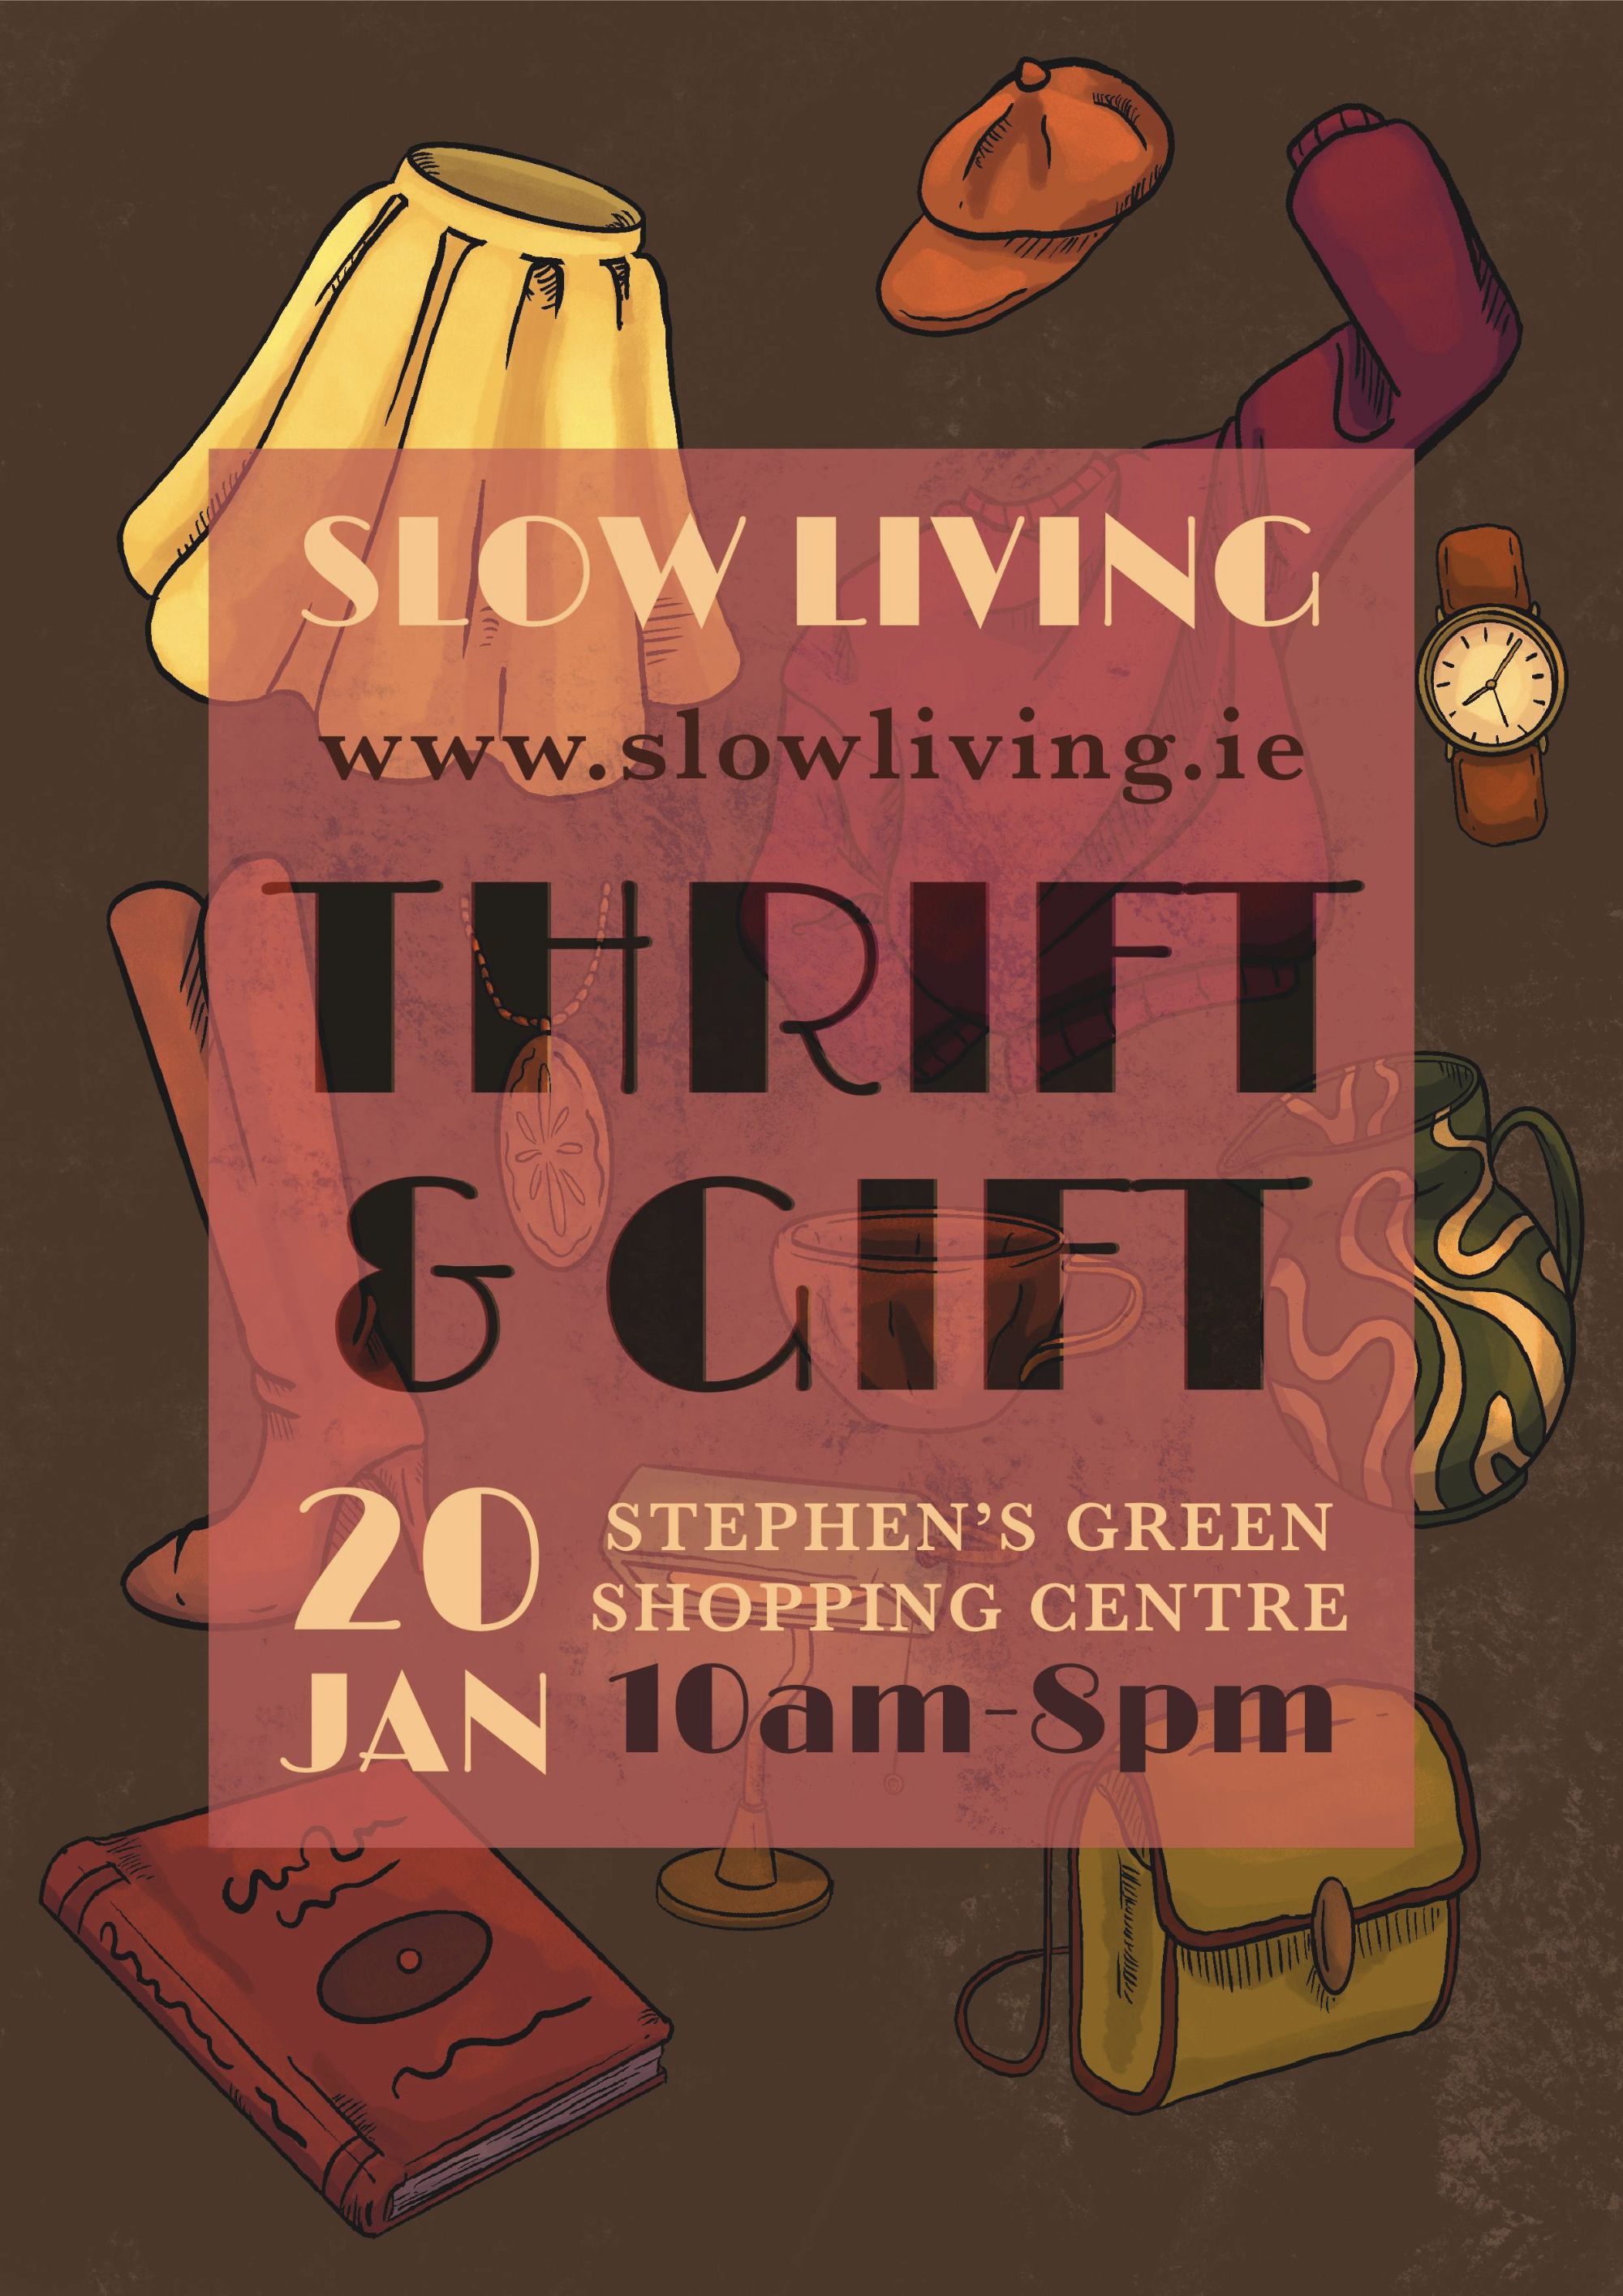 SLOW LIVING
www.slowliving.ie
THRIFT
& GIFT
20
JAN
STEPHEN'S GREEN
SHOPPING CENTRE
10am-8pm